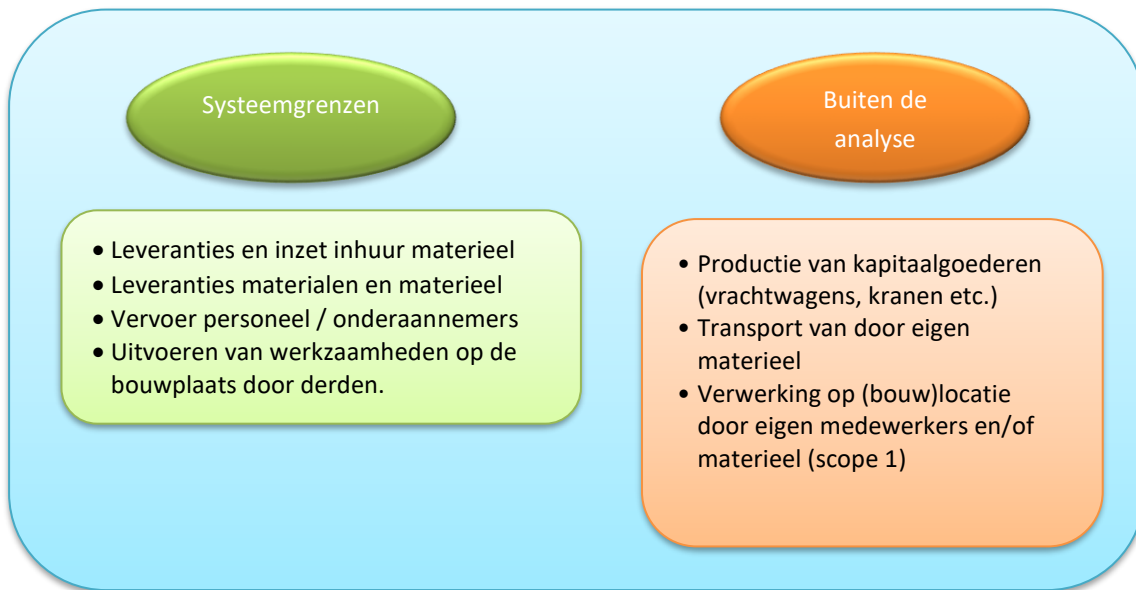 Systeemgrenzen
• Leveranties en inzet inhuur materieel
• Leveranties materialen en materieel
• Vervoer personeel / onderaannemers
• Uitvoeren van werkzaamheden op de
bouwplaats door derden.
Buiten de
analyse
• Productie van kapitaalgoederen
(vrachtwagens, kranen etc.)
• Transport van door eigen
materieel
• Verwerking op (bouw)locatie
door eigen medewerkers en/of
materieel (scope 1)